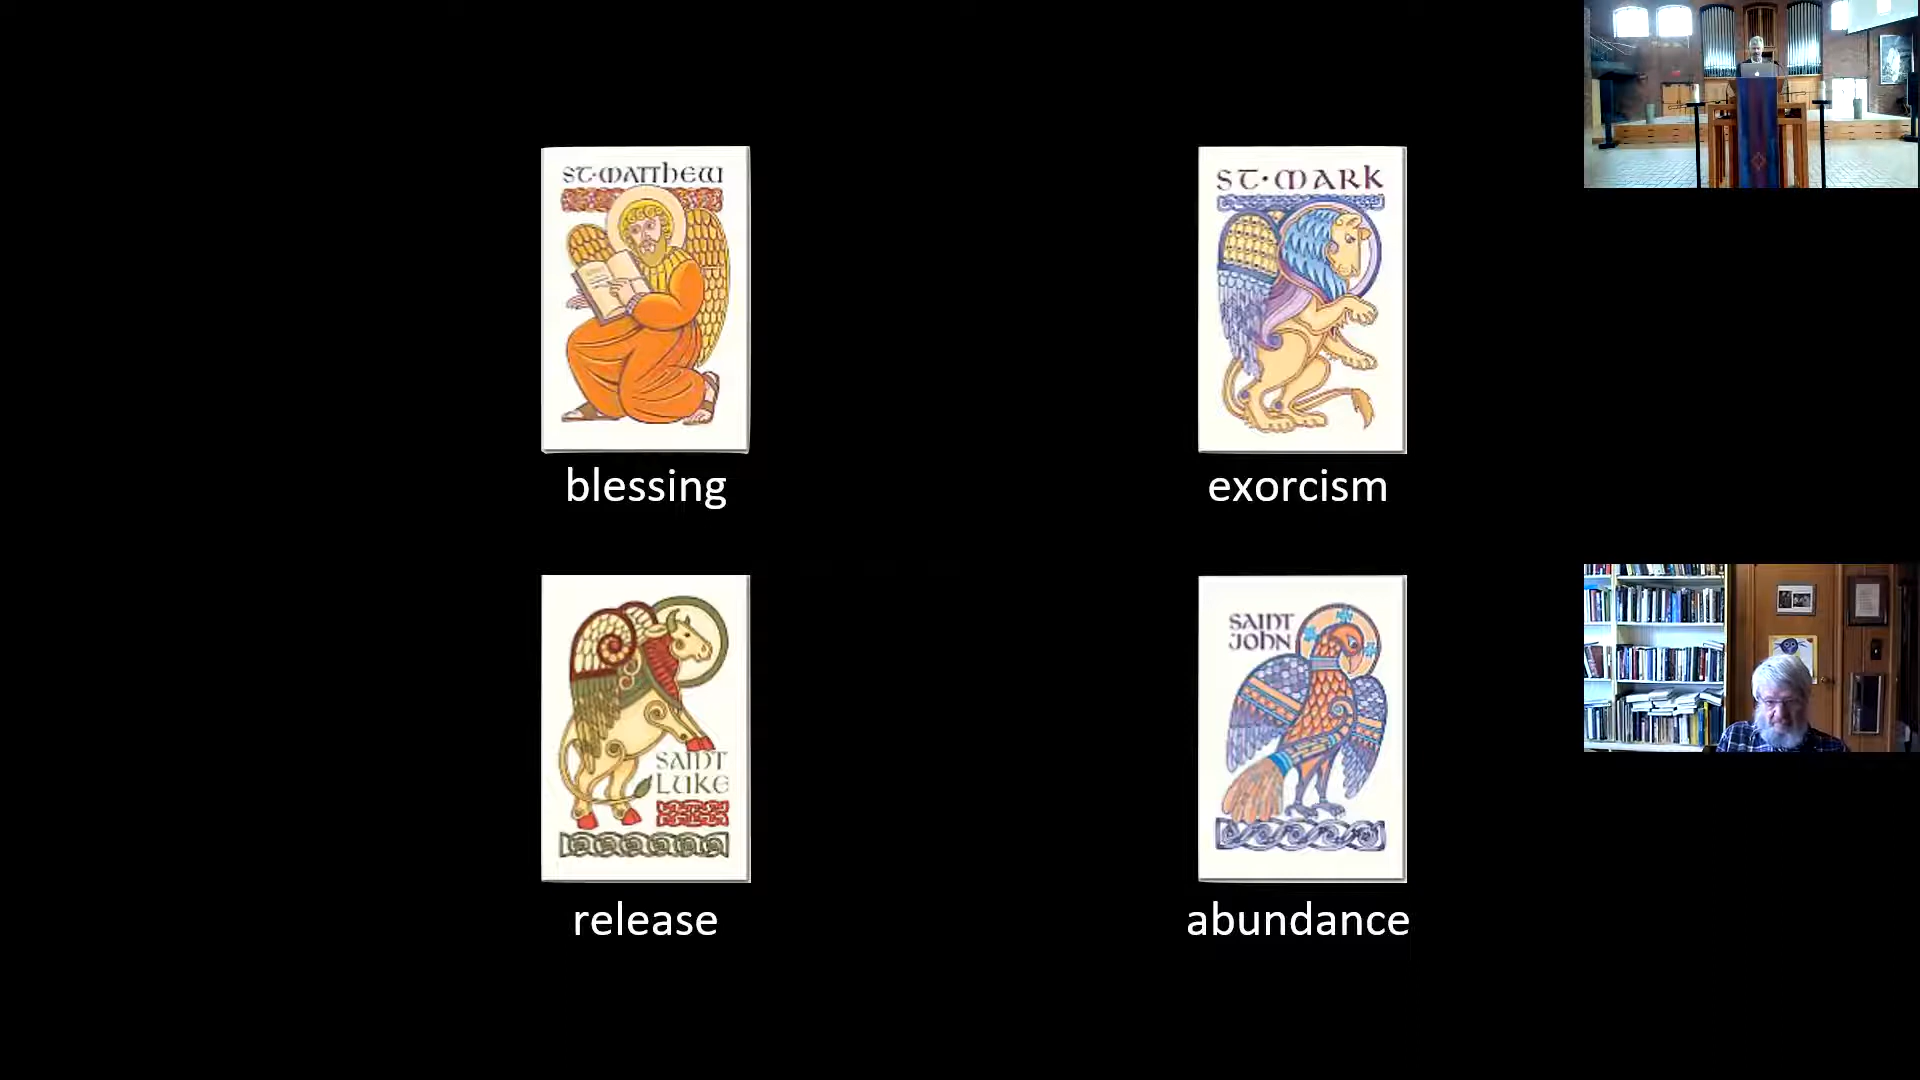 ST·MATTHEW
ST·MARK
blessing
exorcism
SAINT
LUKE
SAINT
JOHN
release
abundance